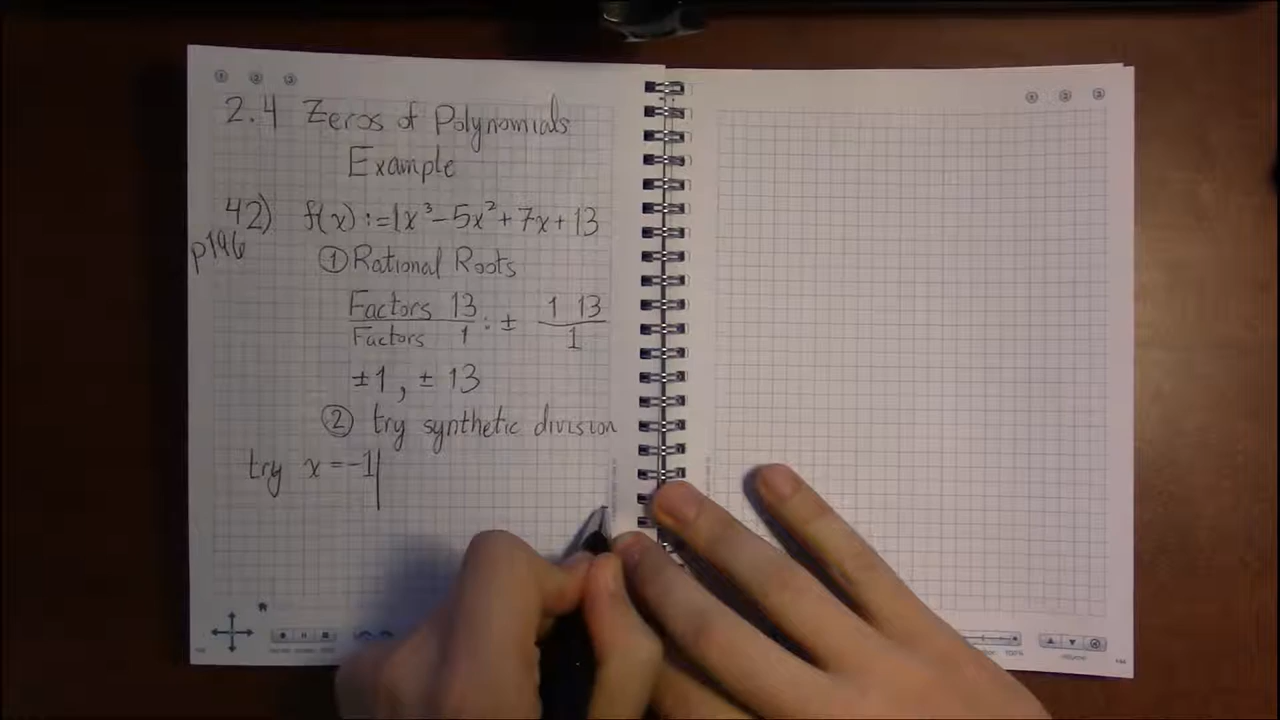 2.4 Zeros of Polynomials
Example
42) f(x) := 1x³ - 5x² + 7x + 13
p196
① Rational Roots
Factors 13 / Factors 1 : ± 1 13 / 1
±1, ± 13
② try synthetic division
try x = -1|